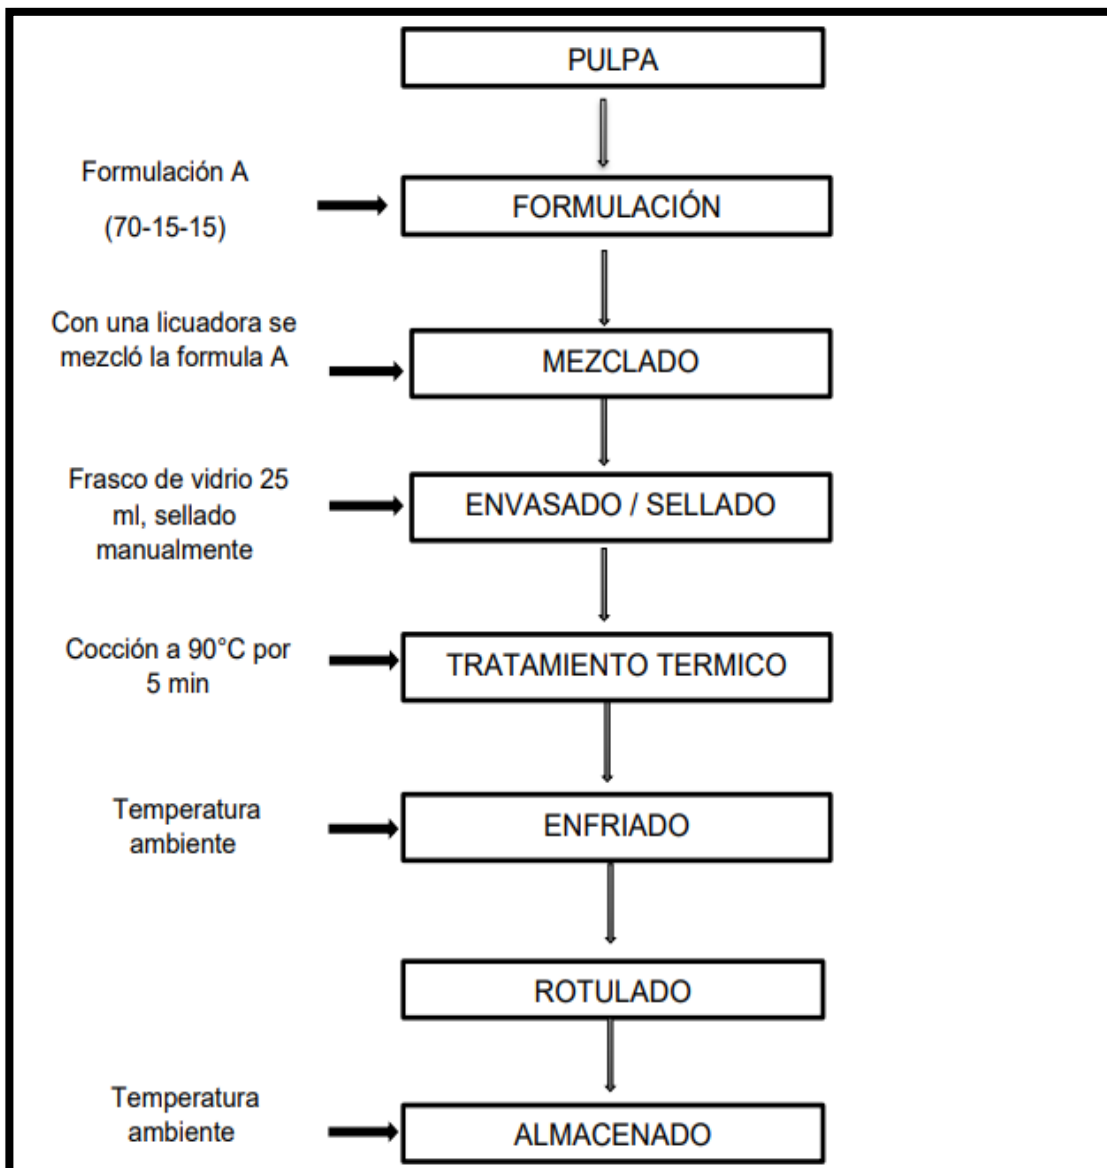 PULPA
Formulación A
(70-15-15)
FORMULACIÓN
Con una licuadora se
mezcló la formula A
MEZCLADO
Frasco de vidrio 25
ml, sellado
manualmente
ENVASADO / SELLADO
Cocción a 90°C por
5 min
TRATAMIENTO TERMICO
Temperatura
ambiente
ENFRIADO
ROTULADO
Temperatura
ambiente
ALMACENADO